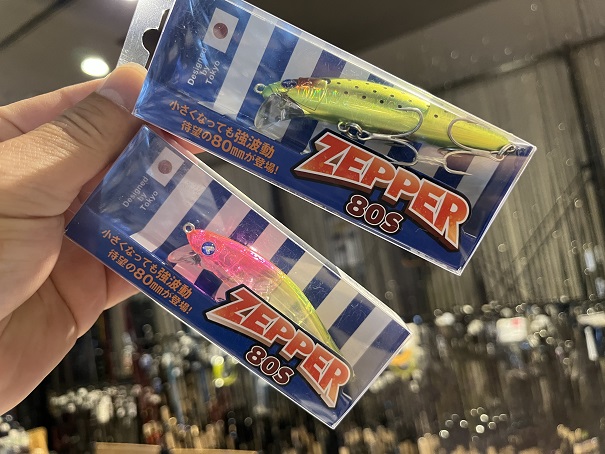 Designed
by
Tokyo
小さくなっても強波動
待望の80mmが登場!
ZEPPER
80S
Designed
by
Tokyo
小さくなっても強波動
待望の80mmが登場!
ZEPPER
80S